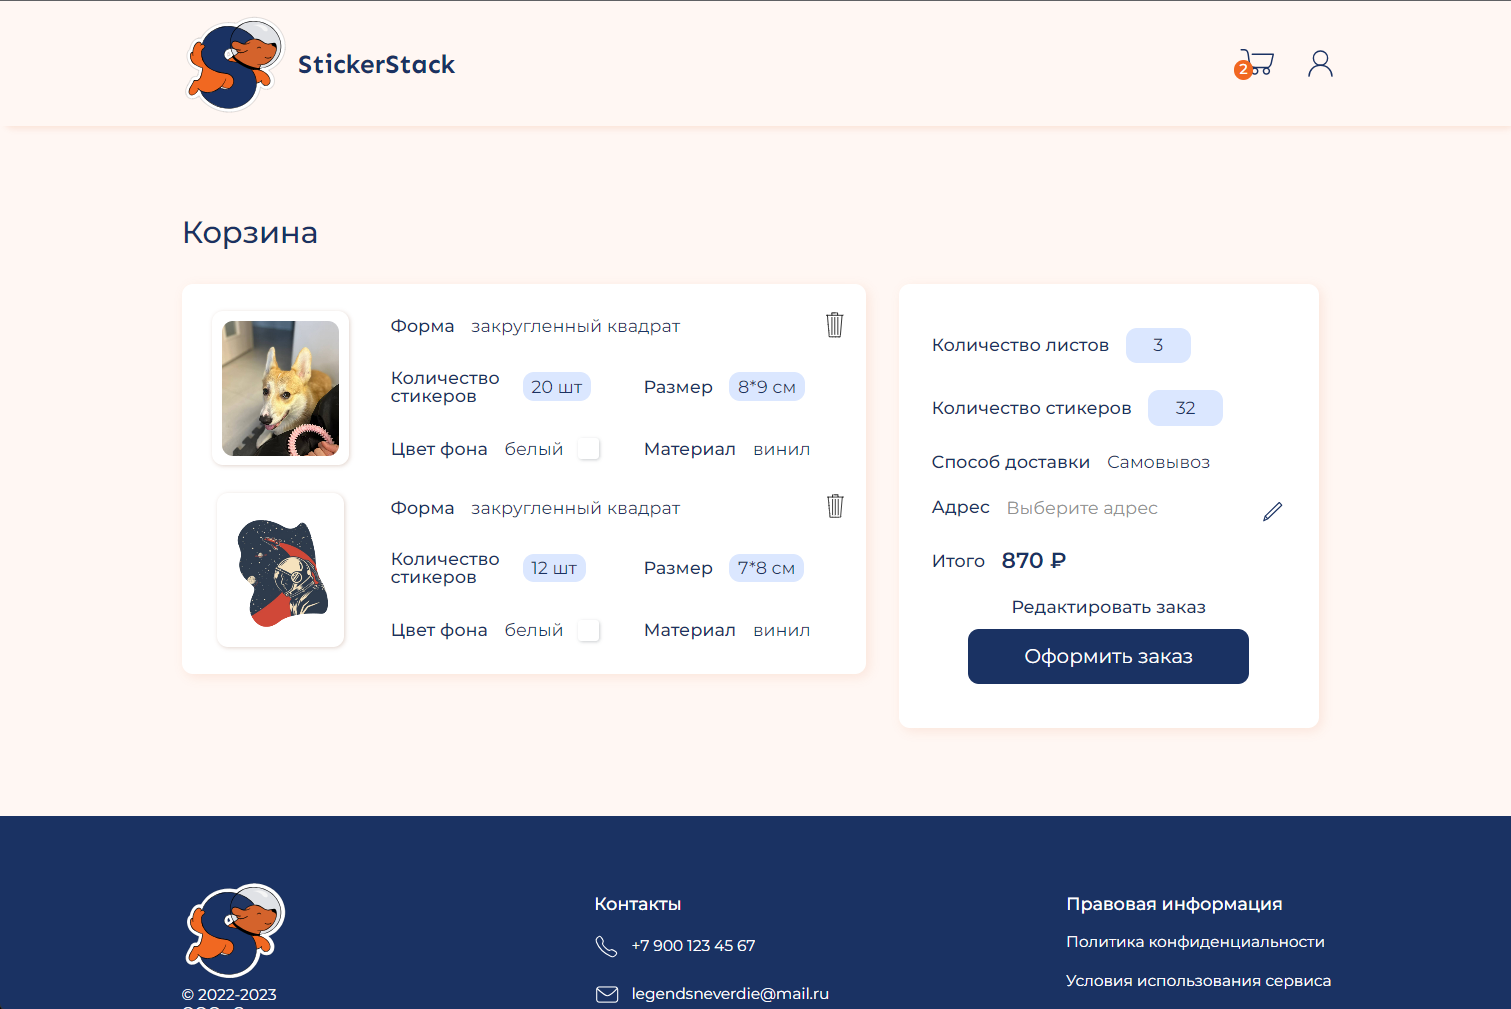 StickerStack
2
Корзина
Форма закругленный квадрат
Количество стикеров 20 шт Размер 8*9 см
Цвет фона белый Материал винил
Форма закругленный квадрат
Количество стикеров 12 шт Размер 7*8 см
Цвет фона белый Материал винил
Количество листов 3
Количество стикеров 32
Способ доставки Самовывоз
Адрес Выберите адрес
Итого 870 ₽
Редактировать заказ
Оформить заказ
© 2022-2023
Контакты
+7 900 123 45 67
legendsneverdie@mail.ru
Правовая информация
Политика конфиденциальности
Условия использования сервиса